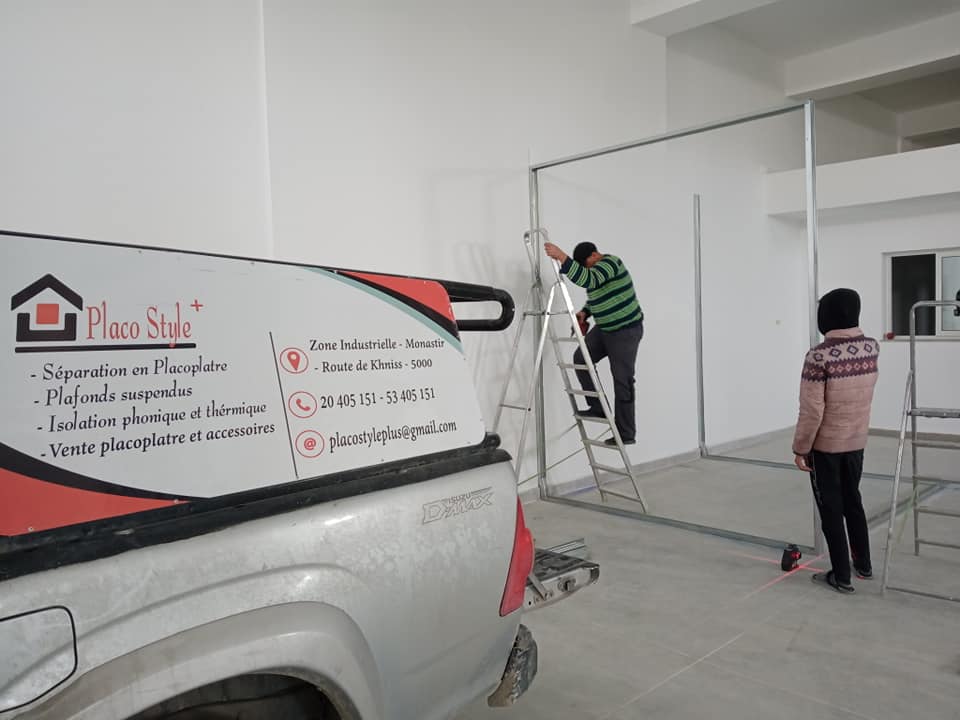 Placo Style+
- Séparation en Placoplatre
- Plafonds suspendus
- Isolation phonique et thérmique
- Vente placoplatre et accessoires
Zone Industrielle - Monastir
- Route de Khniss - 5000
20 405 151 - 53 405 151
@ placostyleplus@gmail.com
ISUZU
D-MAX